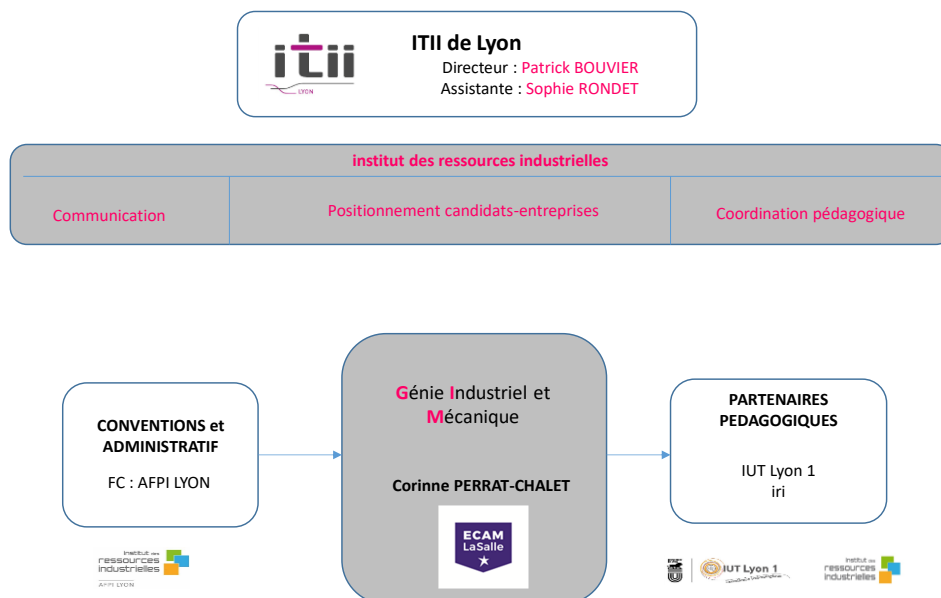 itii
LYON
ITII de Lyon
Directeur : Patrick BOUVIER
Assistante : Sophie RONDET
institut des ressources industrielles
Communication
Positionnement candidats-entreprises
Coordination pédagogique
CONVENTIONS et
ADMINISTRATIF
FC : AFPI LYON
Génie Industriel et
Mécanique
Corinne PERRAT-CHALET
ECAM
LaSalle
PARTENAIRES
PEDAGOGIQUES
IUT Lyon 1
iri
institut des
ressources
industrielles
AFPI LYON
IUT Lyon 1
institut des
ressources
industrielles